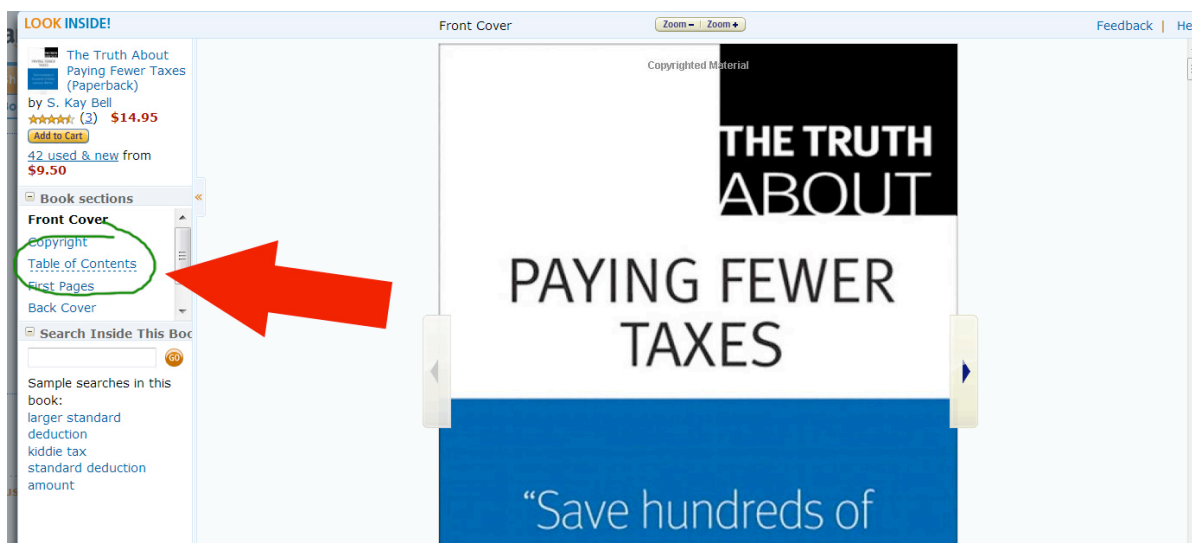 LOOK INSIDE!
Front Cover
Zoom – Zoom +
Feedback |
The Truth About
Paying Fewer Taxes
(Paperback)
by S. Kay Bell
(3) $14.95
Add to Cart
42 used & new from
$9.50
Book sections
Front Cover
Copyright
Table of Contents
First Pages
Back Cover
Search Inside This
GO
Sample searches in this
book:
larger standard
deduction
kiddie tax
standard deduction
amount
Copyrighted Material
THE TRUTH
ABOUT
PAYING FEWER
TAXES
“Save hundreds of